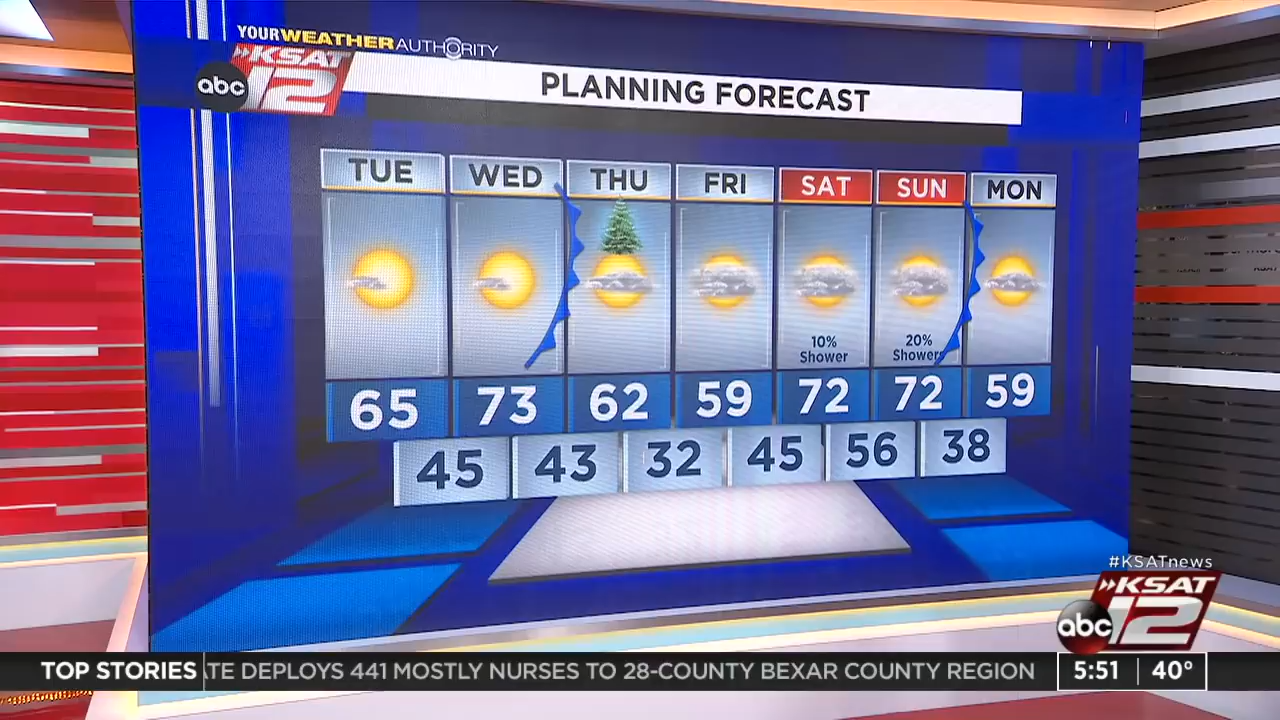 YOUR WEATHER AUTHORITY
KSAT
abc 12
PLANNING FORECAST
TUE WED THU FRI SAT SUN MON
10% 20%
Shower Showers
65 73 62 59 72 72 59
45 43 32 45 56 38
#KSATnews
KSAT
abc 12
TOP STORIES TE DEPLOYS 441 MOSTLY NURSES TO 28-COUNTY BEXAR COUNTY REGION 5:51 40°